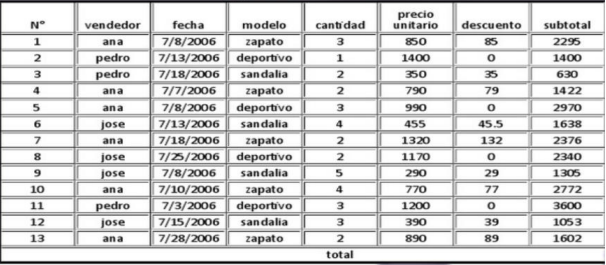 N° vendedor fecha modelo cantidad precio unitario descuento subtotal
1 ana 7/8/2006 zapato 3 850 85 2295
2 pedro 7/13/2006 deportivo 1 1400 0 1400
3 pedro 7/18/2006 sandalia 2 350 35 630
4 ana 7/7/2006 zapato 2 790 79 1422
5 ana 7/8/2006 deportivo 3 990 0 2970
6 jose 7/13/2006 sandalia 4 455 45.5 1638
7 ana 7/18/2006 zapato 2 1320 132 2376
8 jose 7/25/2006 deportivo 2 1170 0 2340
9 jose 7/8/2006 sandalia 5 290 29 1305
10 ana 7/10/2006 zapato 4 770 77 2772
11 pedro 7/3/2006 deportivo 3 1200 0 3600
12 jose 7/15/2006 sandalia 3 390 39 1053
13 ana 7/28/2006 zapato 2 890 89 1602
total